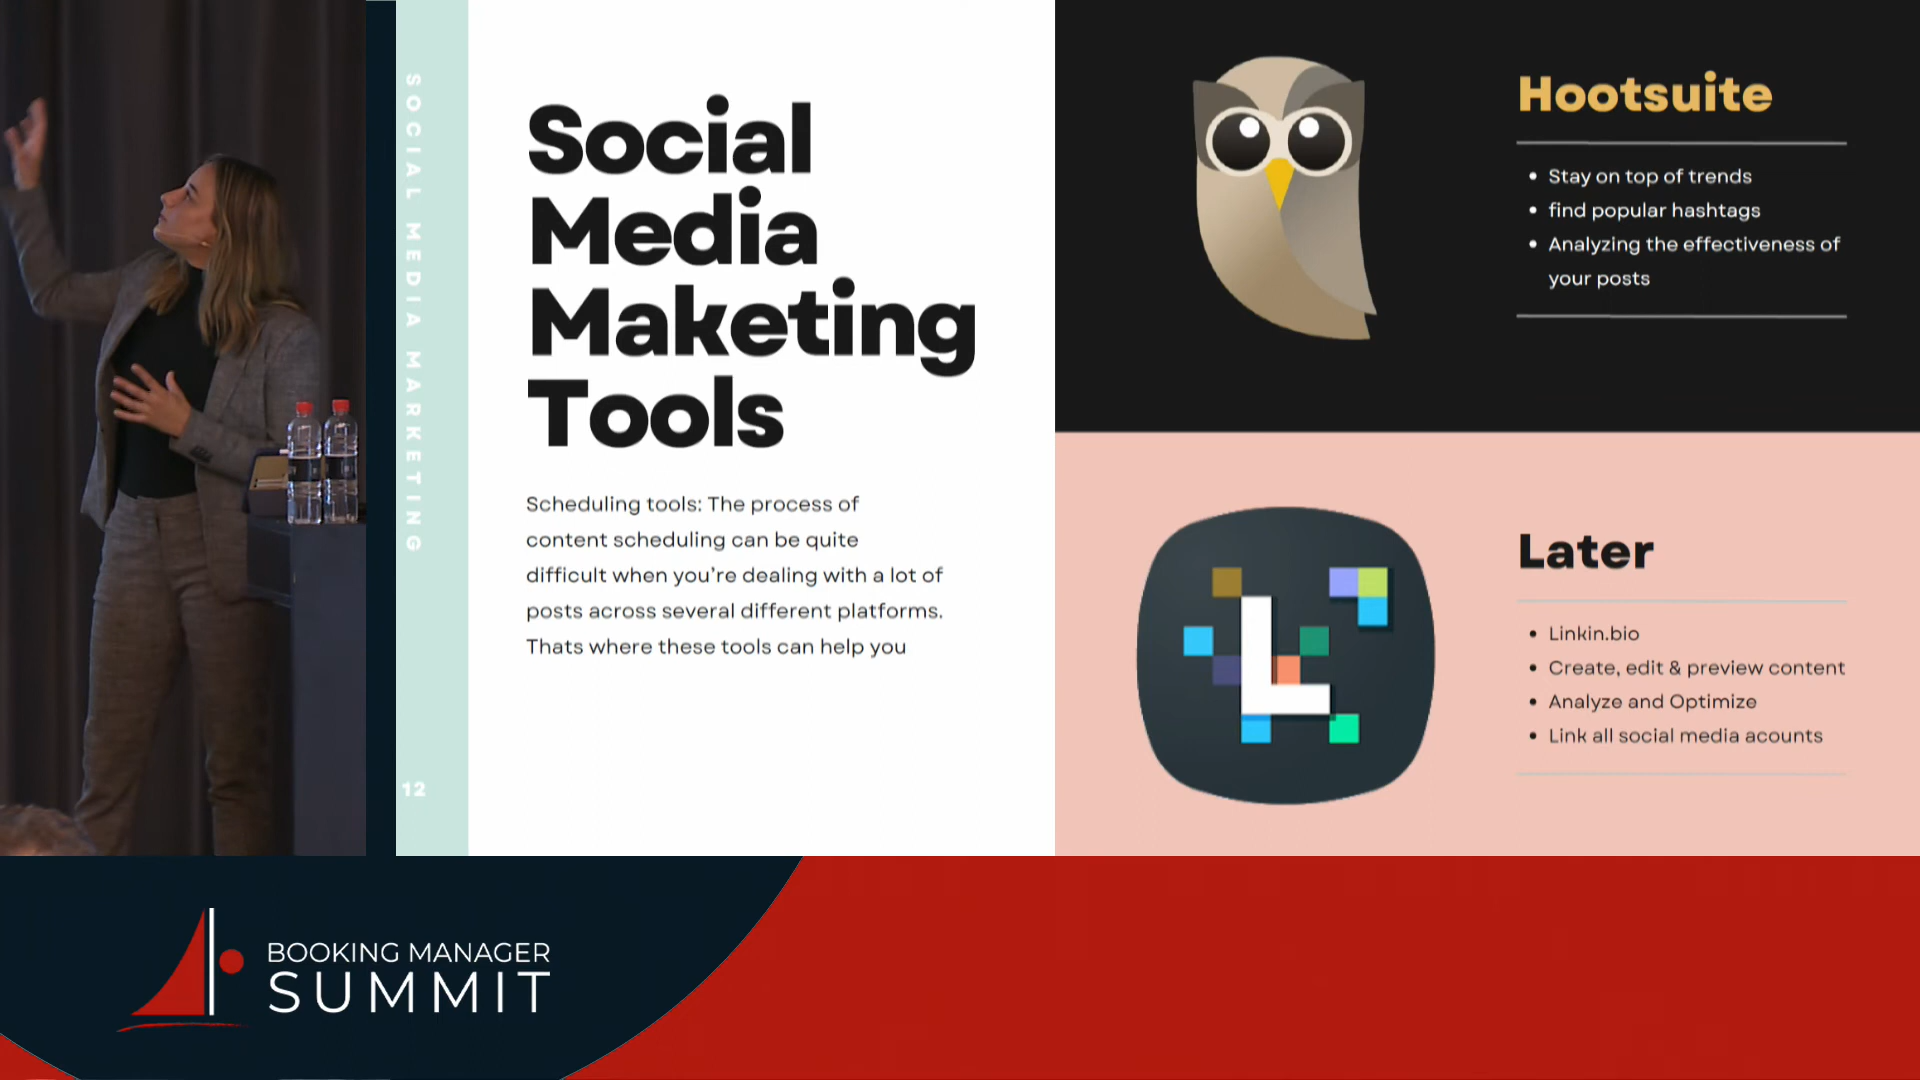 SOCIAL MEDIA MARKETING
12
Social
Media
Maketing
Tools
Scheduling tools: The process of
content scheduling can be quite
difficult when you're dealing with a lot of
posts across several different platforms.
Thats where these tools can help you
Hootsuite
• Stay on top of trends
• find popular hashtags
• Analyzing the effectiveness of
your posts
Later
• Linkin.bio
• Create, edit & preview content
• Analyze and Optimize
• Link all social media acounts
BOOKING MANAGER
SUMMIT